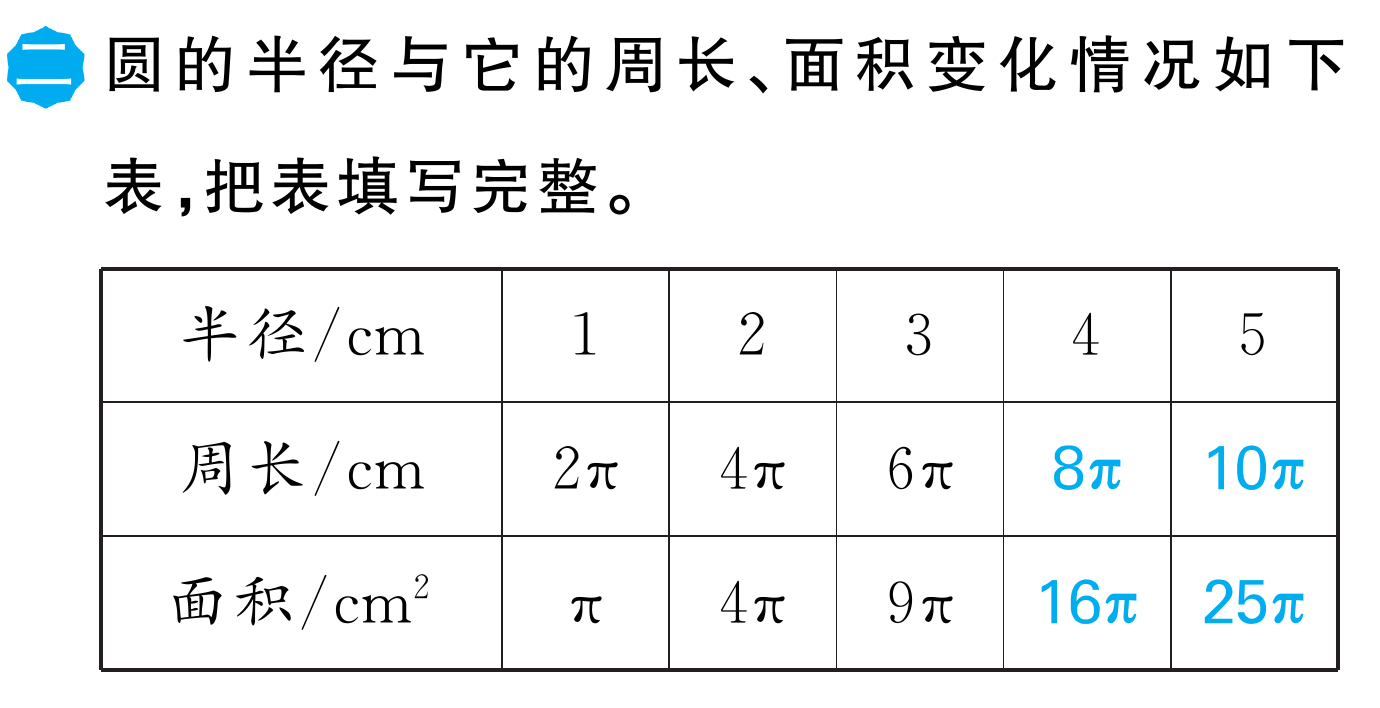 二 圆的半径与它的周长、面积变化情况如下
表,把表填写完整。
半径/cm 1 2 3 4 5
周长/cm 2π 4π 6π 8π 10π
面积/cm² π 4π 9π 16π 25π